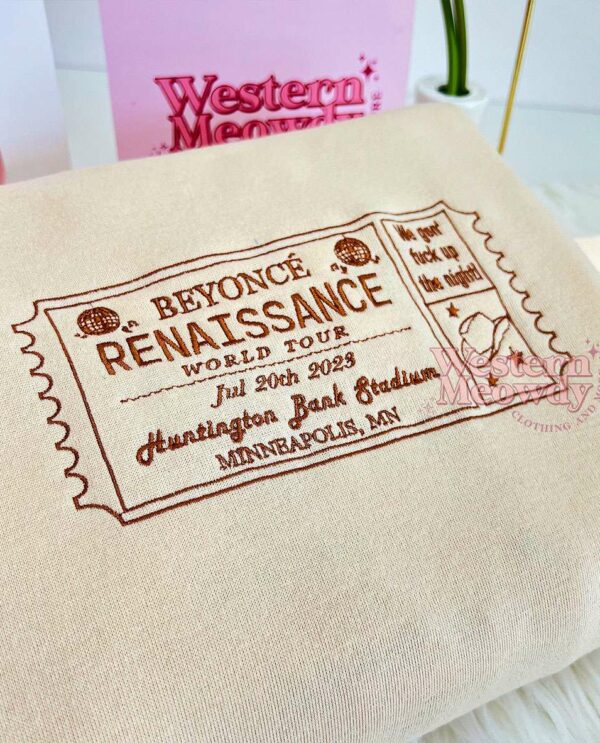 Western
Meowdy
BEYONCÉ
RENAISSANCE
WORLD TOUR
Jul 20th 2023
Huntington Bank Stadium
MINNEAPOLIS, MN
We gon'
fuck up
the night!
Western
Meowdy
CLOTHING AND MO